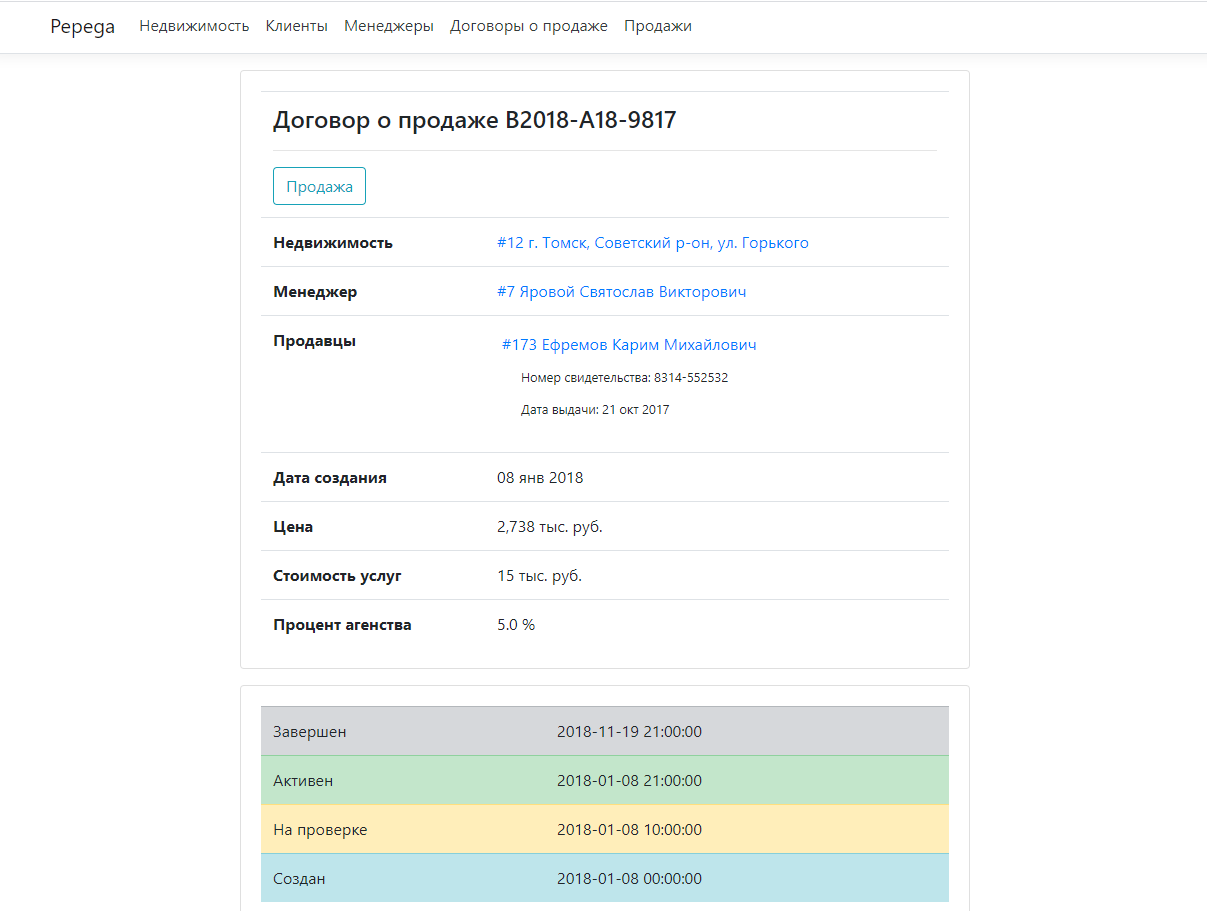 Pepega Недвижимость Клиенты Менеджеры Договоры о продаже Продажи
Договор о продаже B2018-A18-9817
Продажа
Недвижимость #12 г. Томск, Советский р-он, ул. Горького
Менеджер #7 Яровой Святослав Викторович
Продавцы #173 Ефремов Карим Михайлович
Номер свидетельства: 8314-552532
Дата выдачи: 21 окт 2017
Дата создания 08 янв 2018
Цена 2,738 тыс. руб.
Стоимость услуг 15 тыс. руб.
Процент агенства 5.0 %
Завершен 2018-11-19 21:00:00
Активен 2018-01-08 21:00:00
На проверке 2018-01-08 10:00:00
Создан 2018-01-08 00:00:00